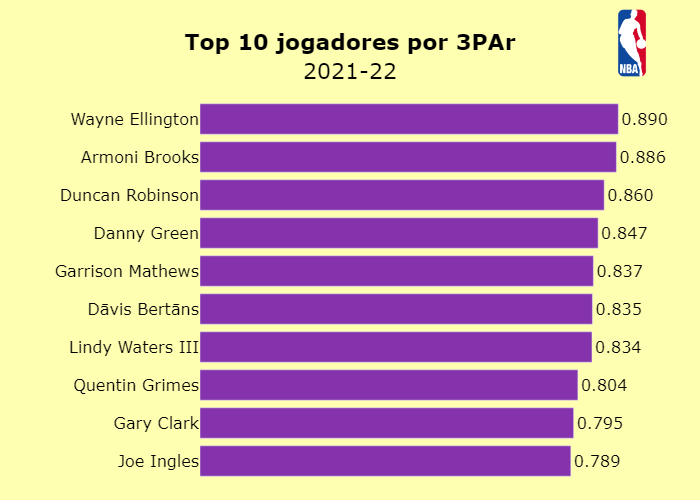 Top 10 jogadores por 3PAr
2021-22
NBA
Wayne Ellington 0.890
Armoni Brooks 0.886
Duncan Robinson 0.860
Danny Green 0.847
Garrison Mathews 0.837
Dāvis Bertāns 0.835
Lindy Waters III 0.834
Quentin Grimes 0.804
Gary Clark 0.795
Joe Ingles 0.789